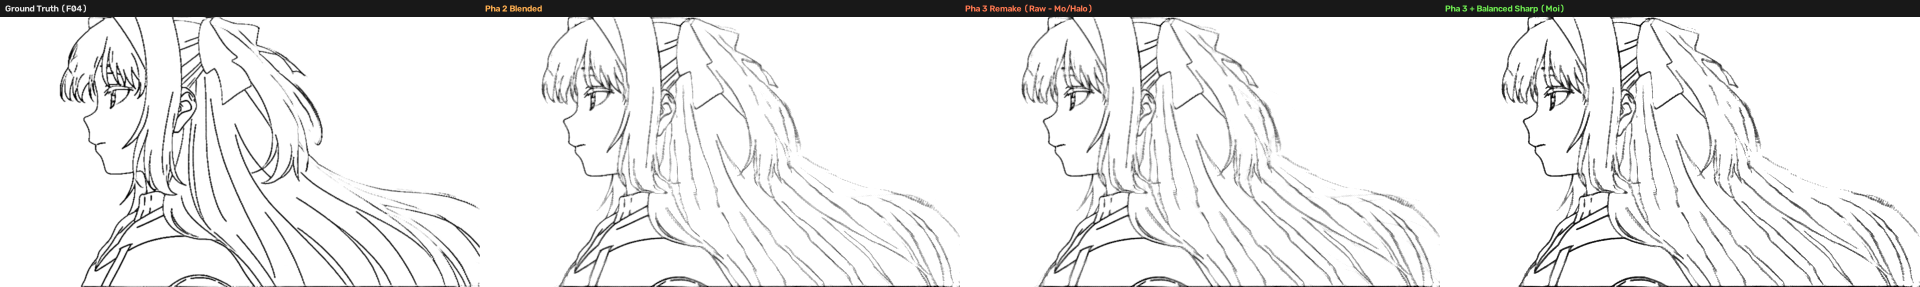 Ground Truth (F04)
Pha 2 Blended
Pha 3 Remake (Raw - Mo/Halo)
Pha 3 + Balanced Sharp (Moi)